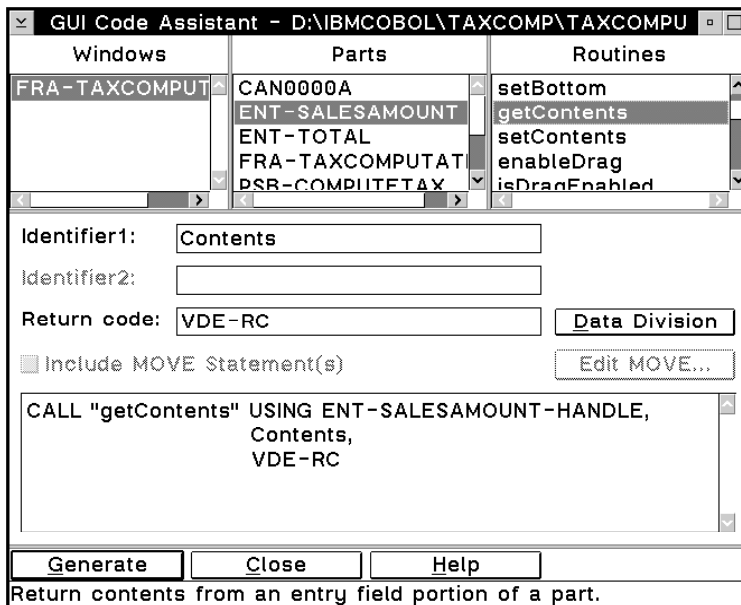 GUI Code Assistant - D:\IBMCOBOL\TAXCOMP\TAXCOMPU
Windows Parts Routines
FRA-TAXCOMPUT
CAN0000A
ENT-SALESAMOUNT
ENT-TOTAL
FRA-TAXCOMPUTATI
PSB-COMPUTETAX
setBottom
getContents
setContents
enableDrag
isDragEnabled
Identifier1: Contents
Identifier2:
Return code: VDE-RC Data Division
Include MOVE Statement(s) Edit MOVE...
CALL "getContents" USING ENT-SALESAMOUNT-HANDLE,
Contents,
VDE-RC
Generate Close Help
Return contents from an entry field portion of a part.